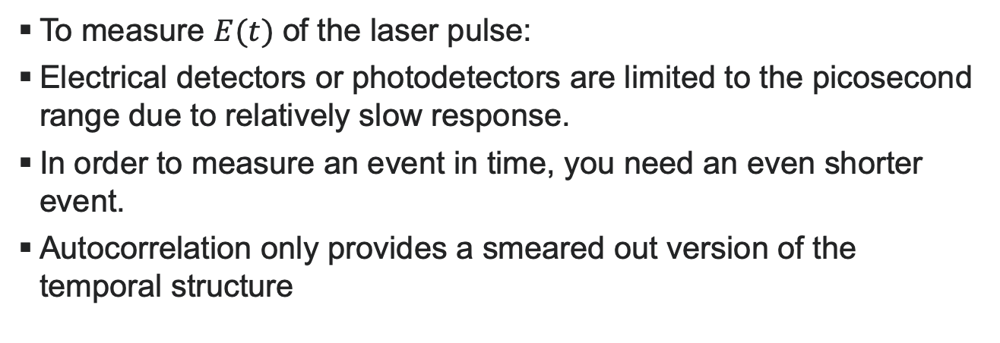 ▪ To measure E(t) of the laser pulse:
▪ Electrical detectors or photodetectors are limited to the picosecond
range due to relatively slow response.
▪ In order to measure an event in time, you need an even shorter
event.
▪ Autocorrelation only provides a smeared out version of the
temporal structure